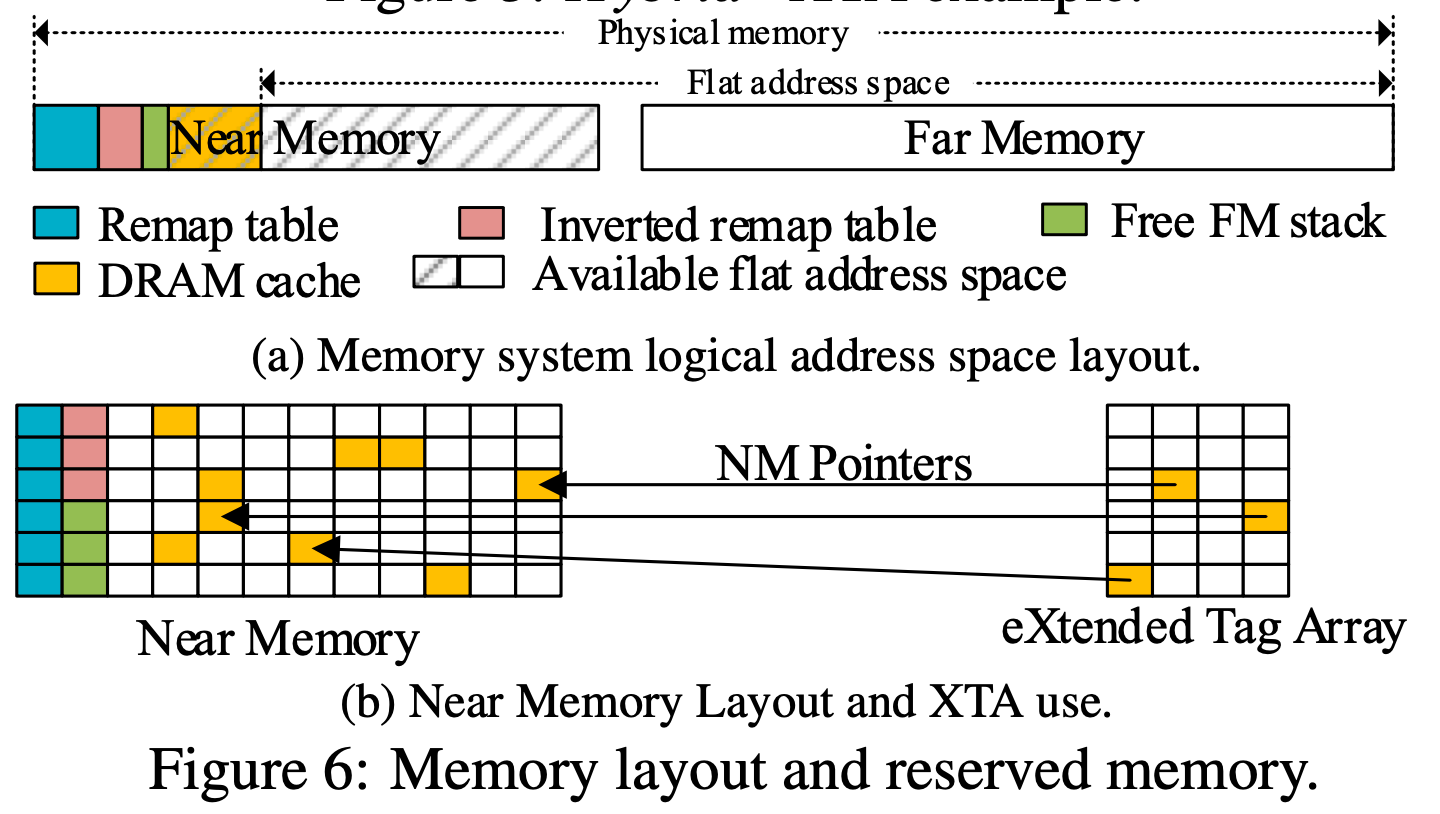 Physical memory
Flat address space
Near Memory
Far Memory
Remap table
Inverted remap table
Free FM stack
DRAM cache
Available flat address space
(a) Memory system logical address space layout.
NM Pointers
Near Memory
eXtended Tag Array
(b) Near Memory Layout and XTA use.
Figure 6: Memory layout and reserved memory.